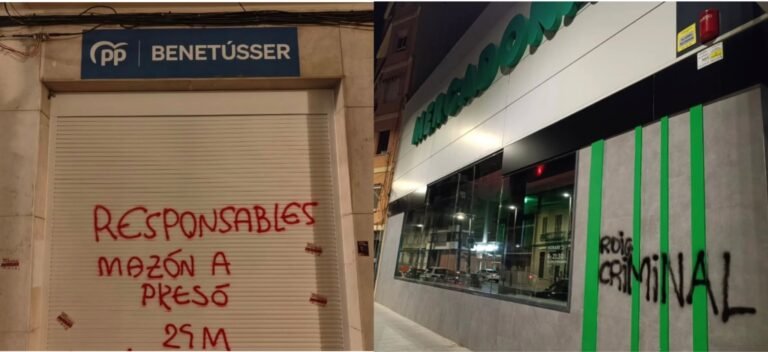 PP BENETÚSSER
RESPONSABLES
MAZÓN A
PRESÓ
29M
MERCADONA
ROIG
CRIMINAL